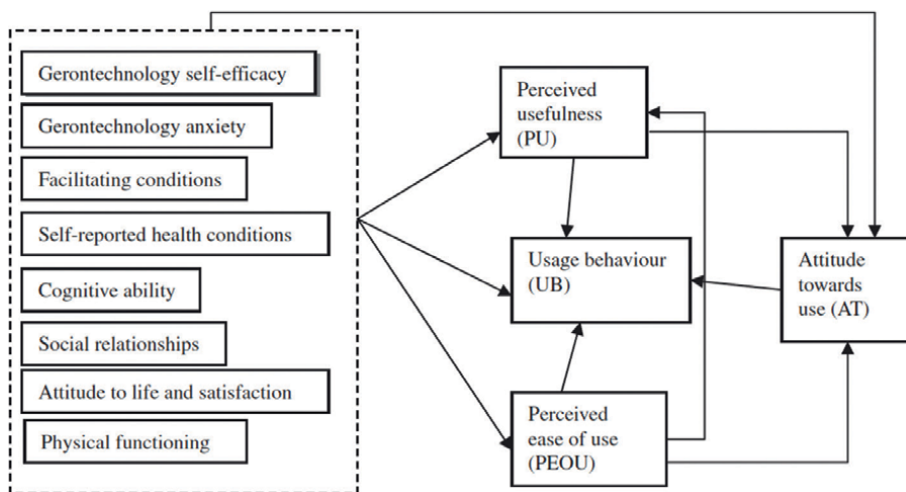 Gerontechnology self-efficacy
Gerontechnology anxiety
Facilitating conditions
Self-reported health conditions
Cognitive ability
Social relationships
Attitude to life and satisfaction
Physical functioning
Perceived
usefulness
(PU)
Usage behaviour
(UB)
Perceived
ease of use
(PEOU)
Attitude
towards
use (AT)